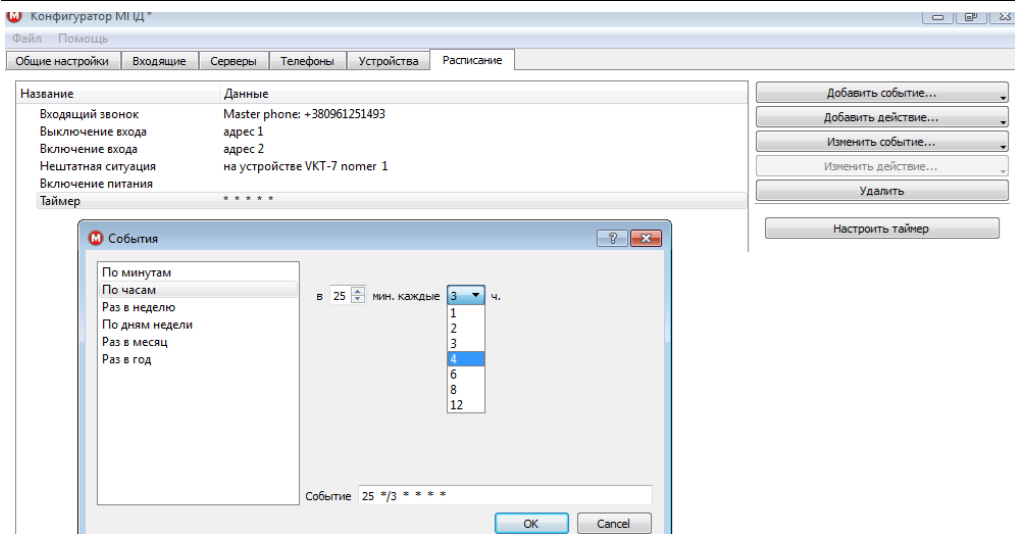 М Конфигуратор МПД *
Файл Помощь
Общие настройки Входящие Серверы Телефоны Устройства Расписание
Название Данные
Входящий звонок Master phone: +380961251493
Выключение входа адрес 1
Включение входа адрес 2
Нештатная ситуация на устройстве VKT-7 nomer 1
Включение питания
Таймер * * * * *
Добавить событие...
Добавить действие...
Изменить событие...
Изменить действие...
Удалить
Настроить таймер
М События
По минутам
По часам
Раз в неделю
По дням недели
Раз в месяц
Раз в год
в 25 мин. каждые 3 ч.
1
2
3
4
6
8
12
Событие 25 */3 * * * *
OK Cancel